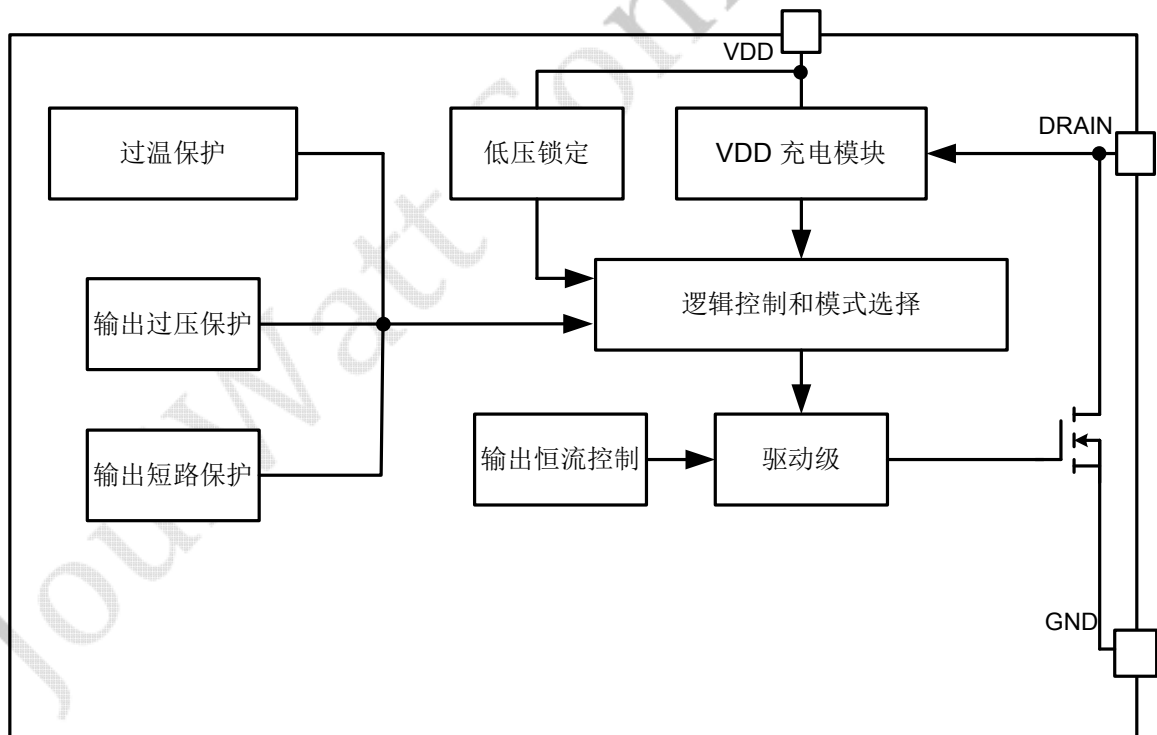 VDD
DRAIN
过温保护
低压锁定
VDD 充电模块
输出过压保护
逻辑控制和模式选择
输出短路保护
输出恒流控制
驱动级
GND
JoulWatt Con